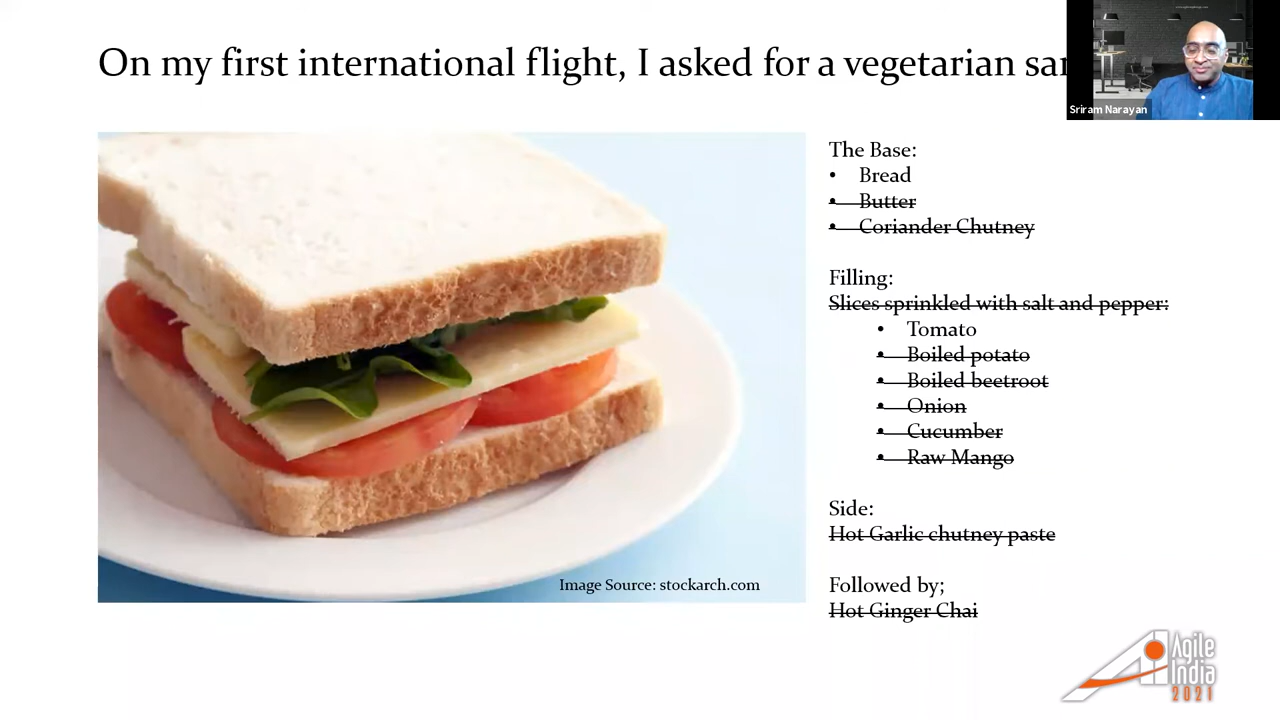 On my first international flight, I asked for a vegetarian
Sriram Narayan
The Base:
• Bread
• Butter
• Coriander Chutney
Filling:
Slices sprinkled with salt and pepper:
• Tomato
• Boiled potato
• Boiled beetroot
• Onion
• Cucumber
• Raw Mango
Side:
Hot Garlic chutney paste
Followed by;
Hot Ginger Chai
Image Source: stockarch.com
Agile
India
2021